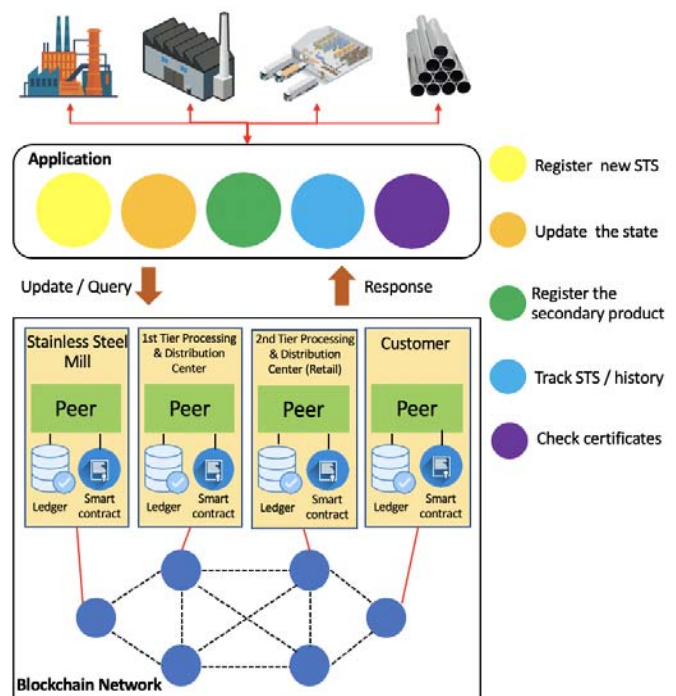 Application
Register new STS
Update the state
Register the
secondary product
Track STS / history
Check certificates
Update / Query
Response
Stainless Steel
Mill
1st Tier Processing
& Distribution
Center
2nd Tier Processing
& Distribution
Center (Retail)
Customer
Peer
Peer
Peer
Peer
Ledger
Smart
contract
Ledger
Smart
contract
Ledger
Smart
contract
Ledger
Smart
contract
Blockchain Network